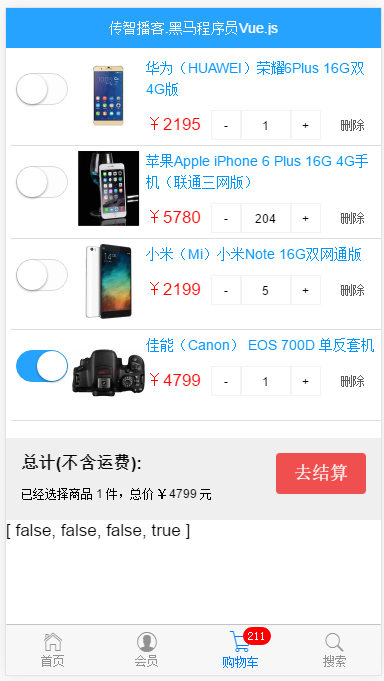 传智播客.黑马程序员Vue.js
华为（HUAWEI）荣耀6Plus 16G双
4G版
￥2195 - 1 + 删除
苹果Apple iPhone 6 Plus 16G 4G手
机（联通三网版）
￥5780 - 204 + 删除
小米（Mi）小米Note 16G双网通版
￥2199 - 5 + 删除
佳能（Canon） EOS 700D 单反套机
￥4799 - 1 + 删除
总计(不含运费):
已经选择商品 1 件，总价 ￥ 4799 元
去结算
[ false, false, false, true ]
211
首页 会员 购物车 搜索